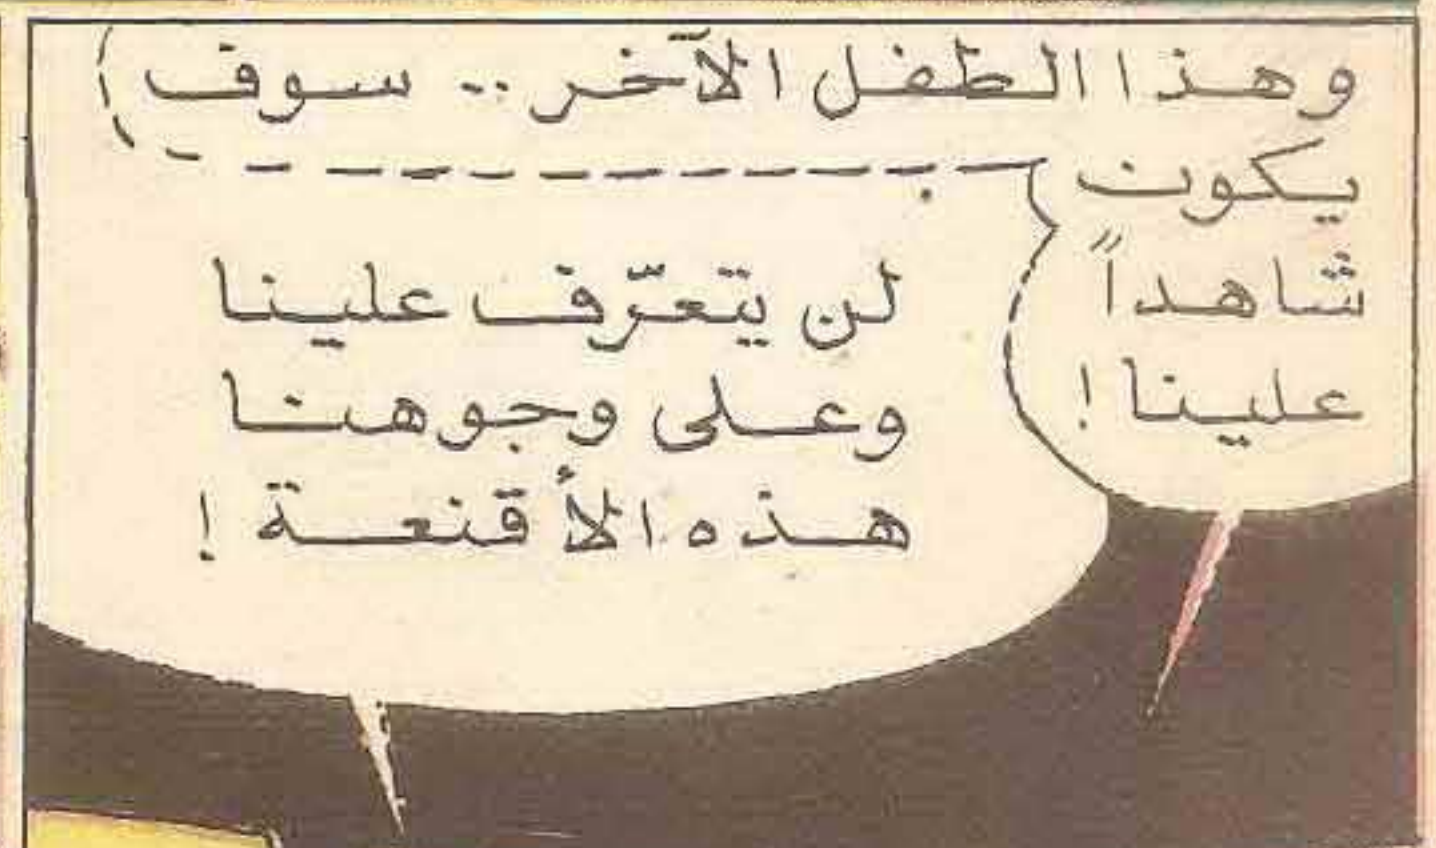 وهذا الطفل الآخر .. سوف
يكون
شاهداً
علينا !
لن يتعرّف علينا
وعلى وجوهنا
هذه الأقنعة !